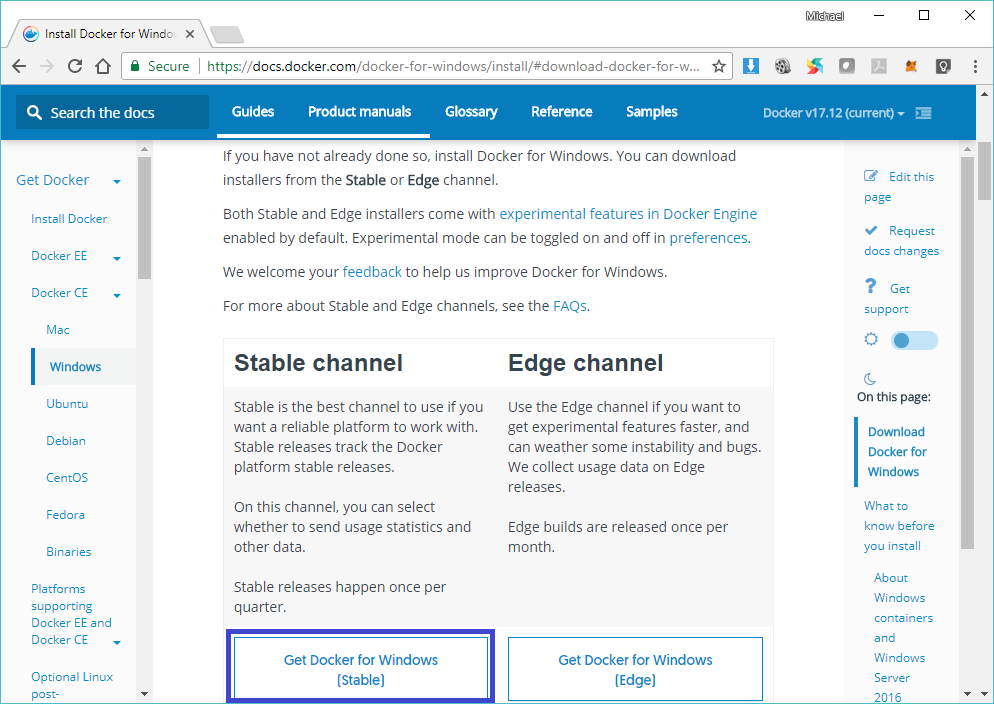 Michael
Install Docker for Windo
Secure
https://docs.docker.com/docker-for-windows/install/#download-docker-for-w...
Search the docs
Guides
Product manuals
Glossary
Reference
Samples
Docker v17.12 (current)
Get Docker
Install Docker
Docker EE
Docker CE
Mac
Windows
Ubuntu
Debian
CentOS
Fedora
Binaries
Platforms
supporting
Docker EE and
Docker CE
Optional Linux
post-
If you have not already done so, install Docker for Windows. You can download
installers from the Stable or Edge channel.
Both Stable and Edge installers come with experimental features in Docker Engine
enabled by default. Experimental mode can be toggled on and off in preferences.
We welcome your feedback to help us improve Docker for Windows.
For more about Stable and Edge channels, see the FAQs.
Stable channel
Stable is the best channel to use if you
want a reliable platform to work with.
Stable releases track the Docker
platform stable releases.
On this channel, you can select
whether to send usage statistics and
other data.
Stable releases happen once per
quarter.
Get Docker for Windows
(Stable)
Edge channel
Use the Edge channel if you want to
get experimental features faster, and
can weather some instability and bugs.
We collect usage data on Edge
releases.
Edge builds are released once per
month.
Get Docker for Windows
(Edge)
Edit this
page
Request
docs changes
Get
support
On this page:
Download
Docker for
Windows
What to
know before
you install
About
Windows
containers
and
Windows
Server
2016